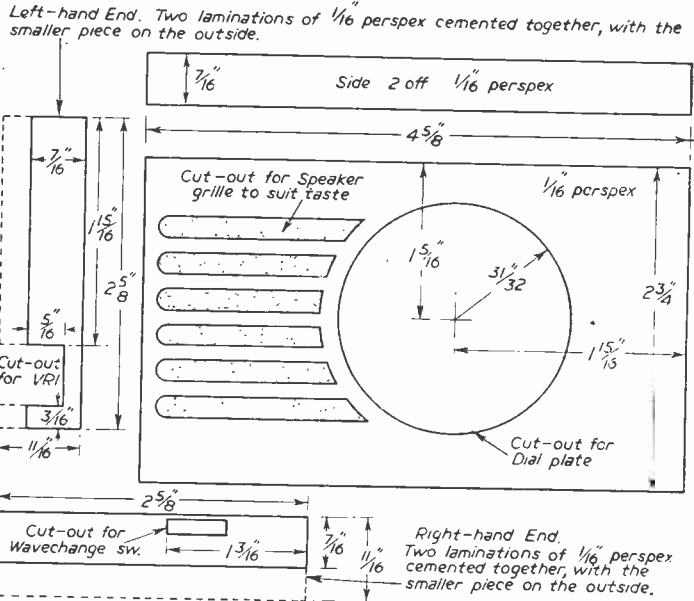 Left-hand End. Two laminations of 1/16" perspex cemented together, with the
smaller piece on the outside.
7/16"
Side 2 off 1/16" perspex
4 5/8"
7/16"
1 15/16"
2 5/8"
5/16"
Cut-out
for VR1
3/16"
11/16"
Cut-out for Speaker
grille to suit taste
1/16" perspex
1 5/16"
31/32"
2 3/4"
1 15/16"
Cut-out for
Dial plate
2 5/8"
Cut-out for
Wavechange sw.
1 3/16"
7/16"
11/16"
Right-hand End.
Two laminations of 1/16" perspex
cemented together, with the
smaller piece on the outside.